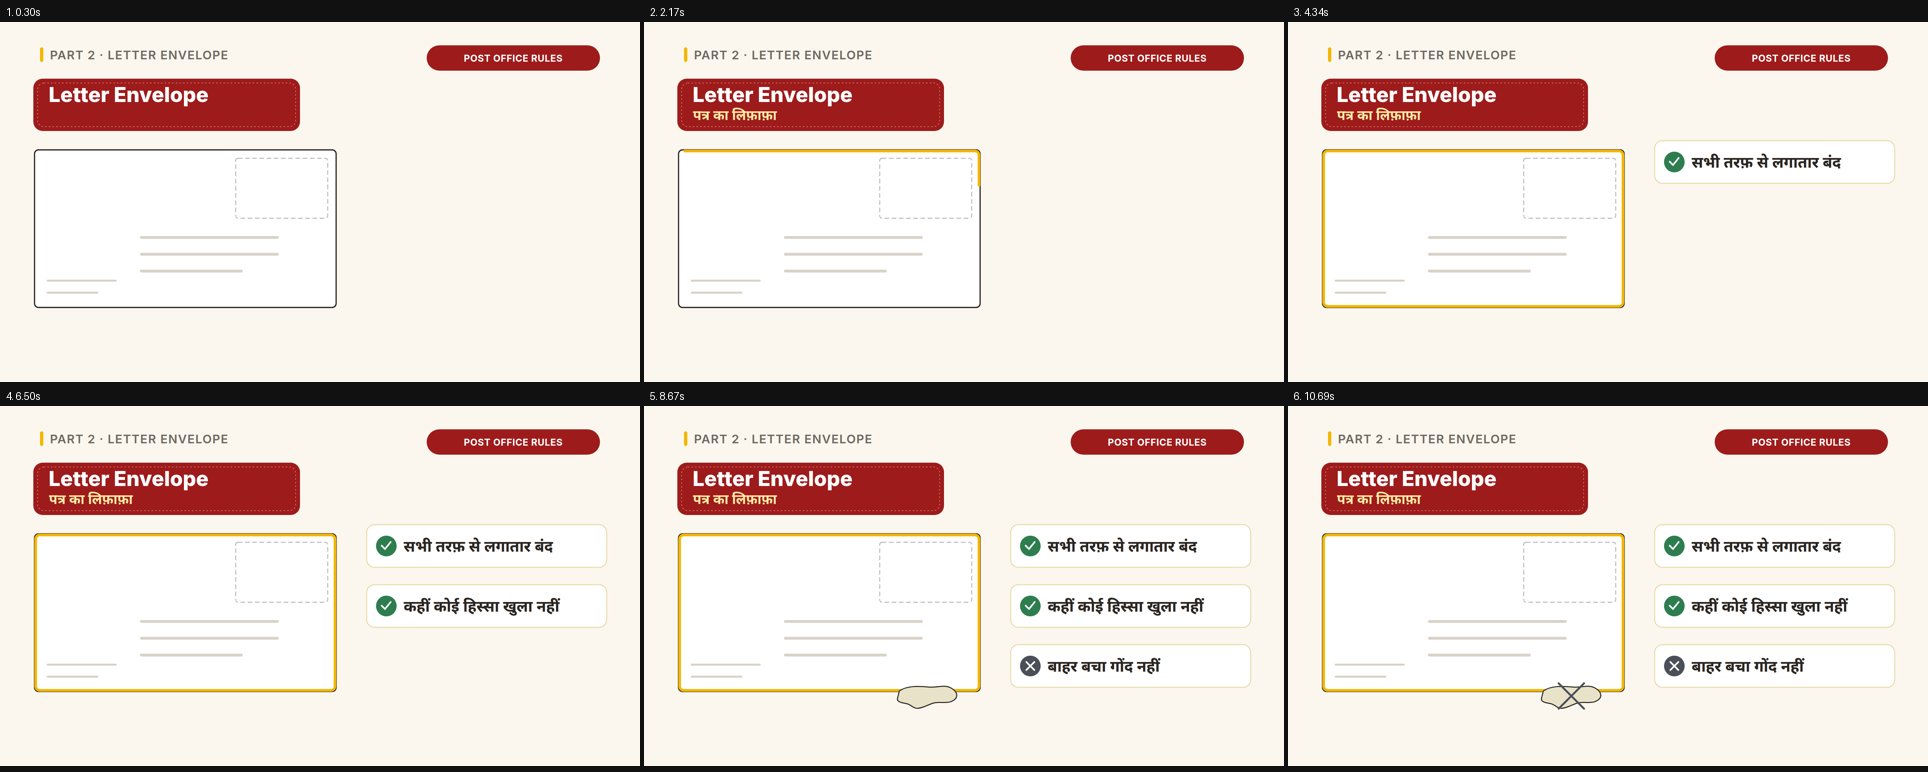 1. 0.30s
PART 2 · LETTER ENVELOPE
POST OFFICE RULES
Letter Envelope
2. 2.17s
PART 2 · LETTER ENVELOPE
POST OFFICE RULES
Letter Envelope
पत्र का लिफ़ाफ़ा
3. 4.34s
PART 2 · LETTER ENVELOPE
POST OFFICE RULES
Letter Envelope
पत्र का लिफ़ाफ़ा
सभी तरफ़ से लगातार बंद
4. 6.50s
PART 2 · LETTER ENVELOPE
POST OFFICE RULES
Letter Envelope
पत्र का लिफ़ाफ़ा
सभी तरफ़ से लगातार बंद
कहीं कोई हिस्सा खुला नहीं
5. 8.67s
PART 2 · LETTER ENVELOPE
POST OFFICE RULES
Letter Envelope
पत्र का लिफ़ाफ़ा
सभी तरफ़ से लगातार बंद
कहीं कोई हिस्सा खुला नहीं
बाहर बचा गोंद नहीं
6. 10.69s
PART 2 · LETTER ENVELOPE
POST OFFICE RULES
Letter Envelope
पत्र का लिफ़ाफ़ा
सभी तरफ़ से लगातार बंद
कहीं कोई हिस्सा खुला नहीं
बाहर बचा गोंद नहीं